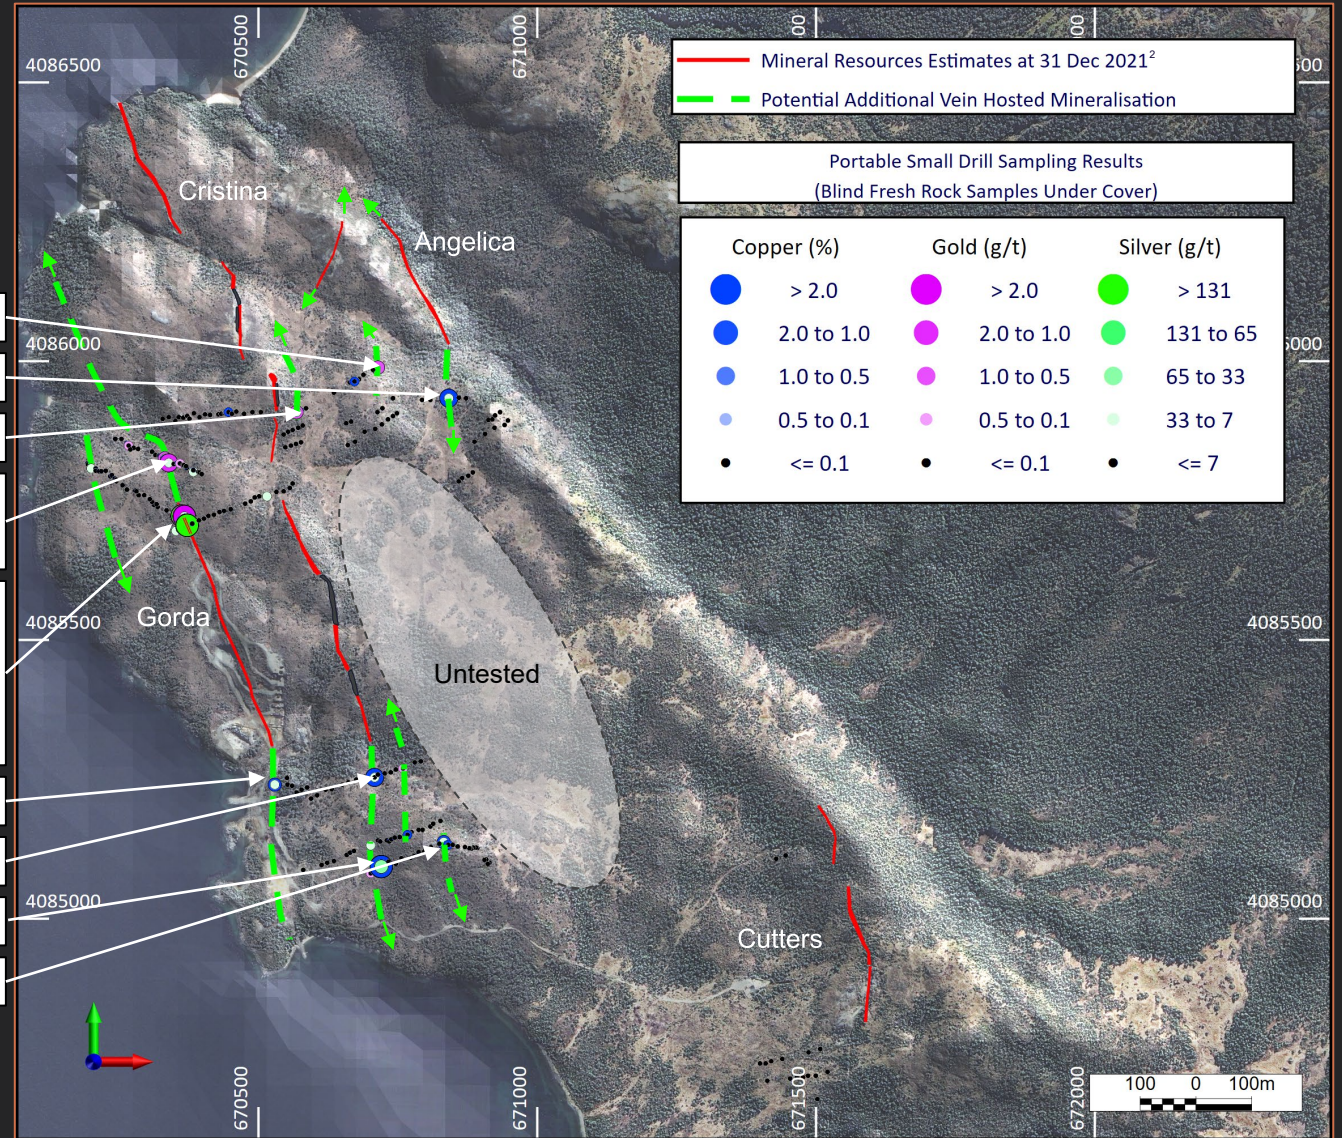 670500
671000
00
00
4086500
500
Mineral Resources Estimates at 31 Dec 2021²
Potential Additional Vein Hosted Mineralisation
Portable Small Drill Sampling Results
(Blind Fresh Rock Samples Under Cover)
Cristina
Angelica
Copper (%) Gold (g/t) Silver (g/t)
> 2.0 > 2.0 > 131
2.0 to 1.0 2.0 to 1.0 131 to 65
1.0 to 0.5 1.0 to 0.5 65 to 33
0.5 to 0.1 0.5 to 0.1 33 to 7
<= 0.1 <= 0.1 <= 7
4086000
6000
Gorda
4085500
4085500
Untested
4085000
4085000
Cutters
670500
671000
671500
672000
100 0 100m